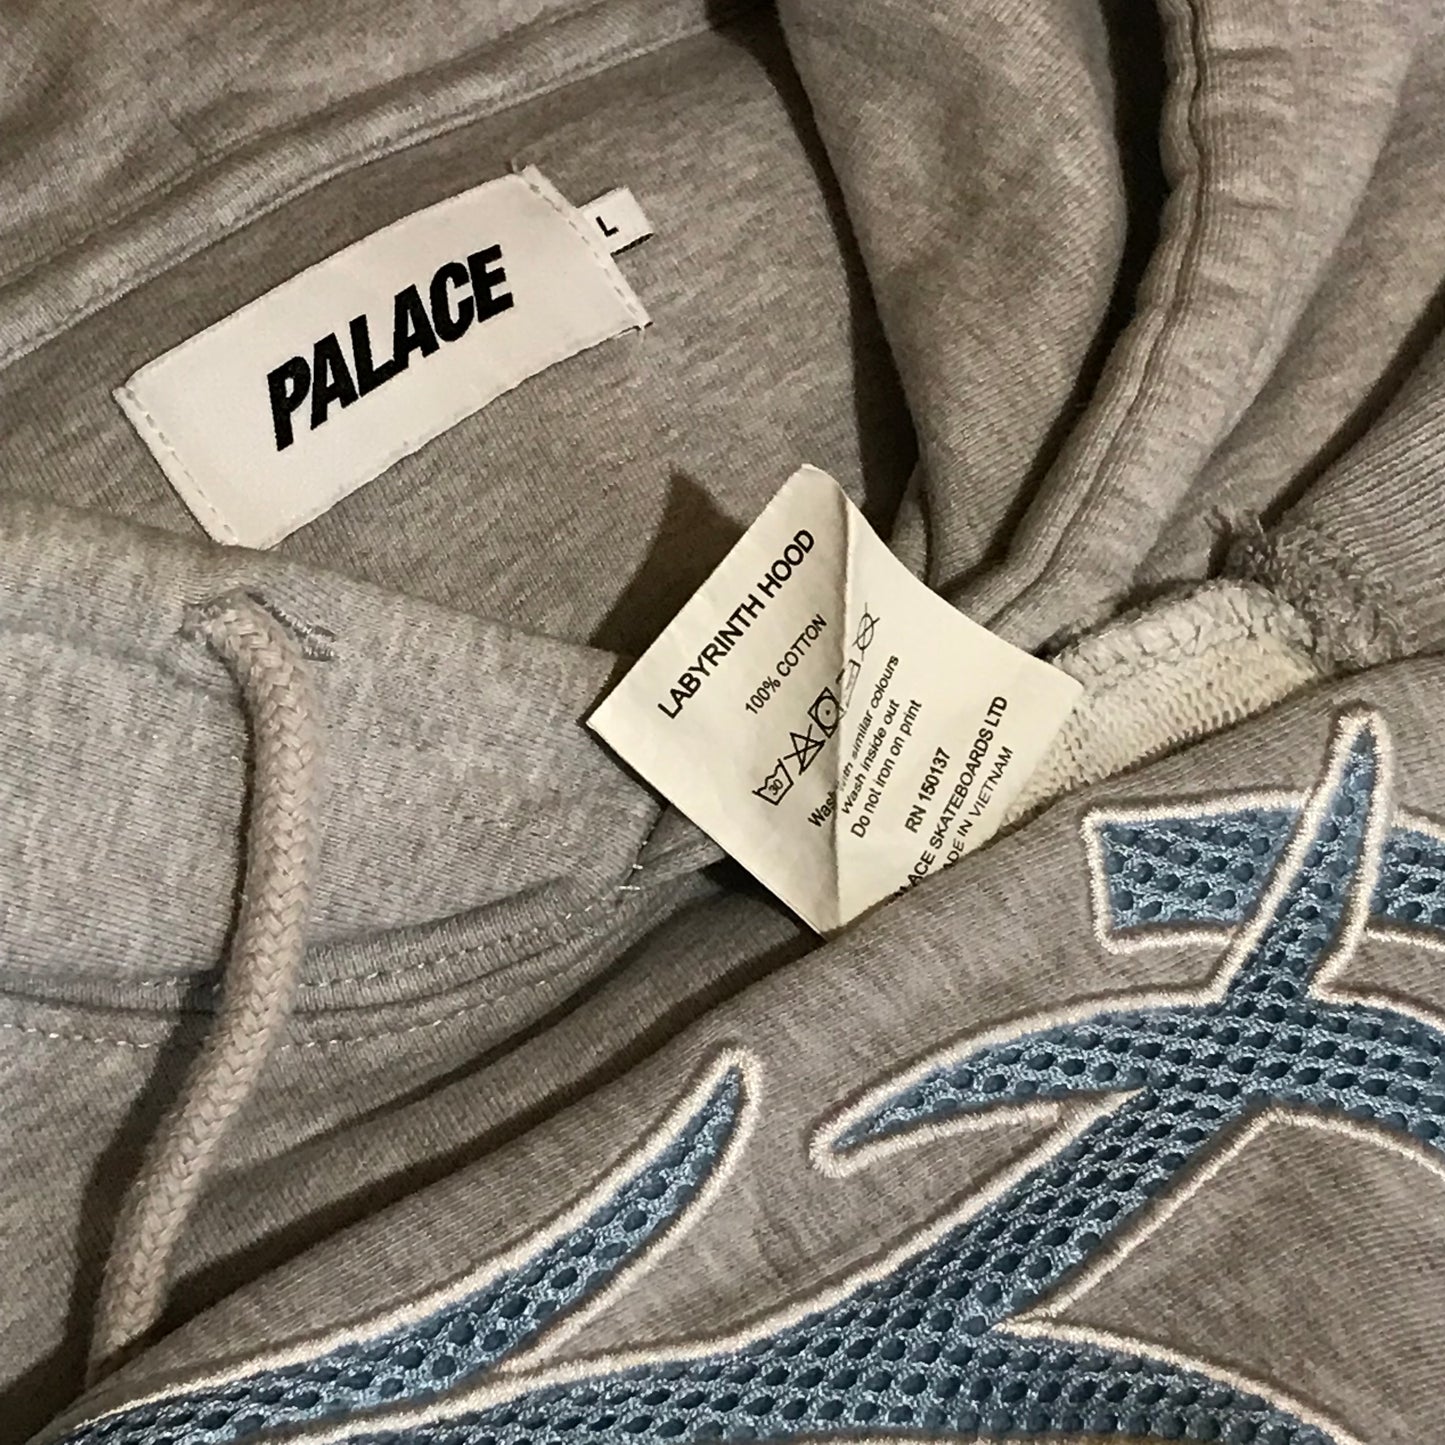 PALACE
L
LABYRINTH HOOD
100% COTTON
30
with similar colours
Wash inside out
Do not iron on print
RN 150137
SKATEBOARDS LTD
IN VIETNAM